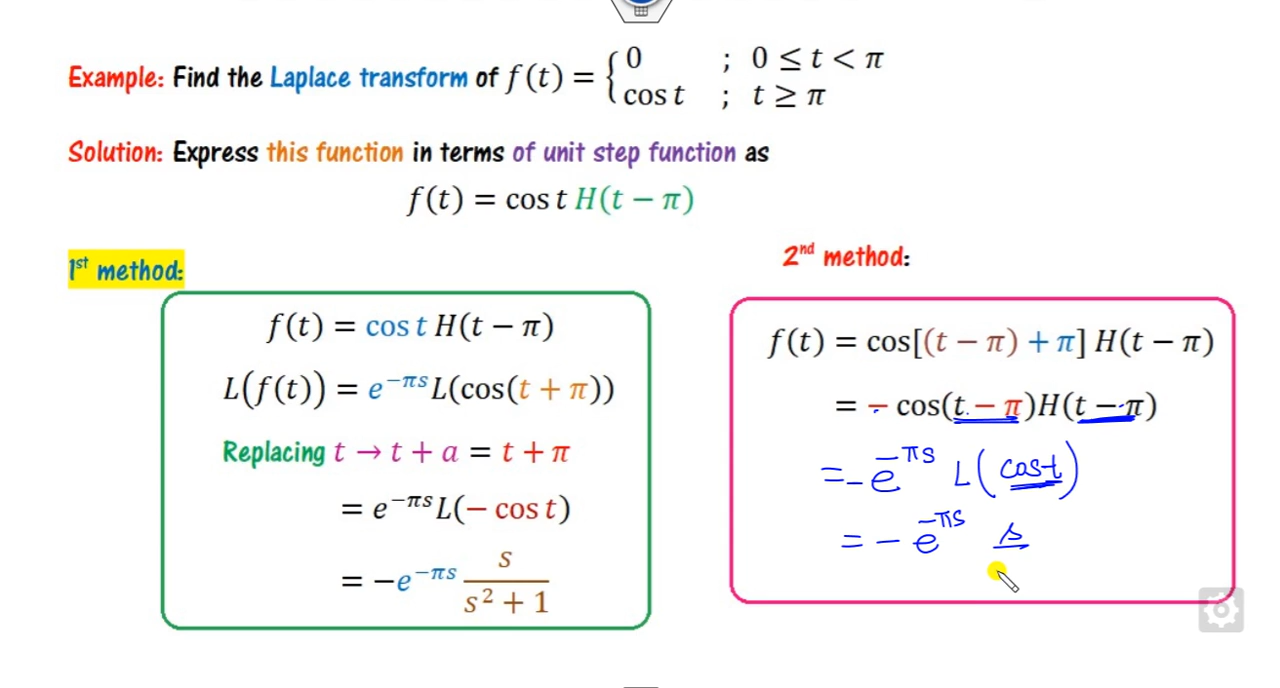 Example: Find the Laplace transform of f(t) = {0 ; 0 ≤ t < π
cos t ; t ≥ π
Solution: Express this function in terms of unit step function as
f(t) = cos t H(t − π)
1st method:
f(t) = cos t H(t − π)
L(f(t)) = e^−πs L(cos(t + π))
Replacing t → t + a = t + π
= e^−πs L(− cos t)
= −e^−πs s/(s² + 1)
2nd method:
f(t) = cos[(t − π) + π] H(t − π)
= − cos(t − π)H(t − π)
= −e^−πs L(cost)
= − e^−πs s